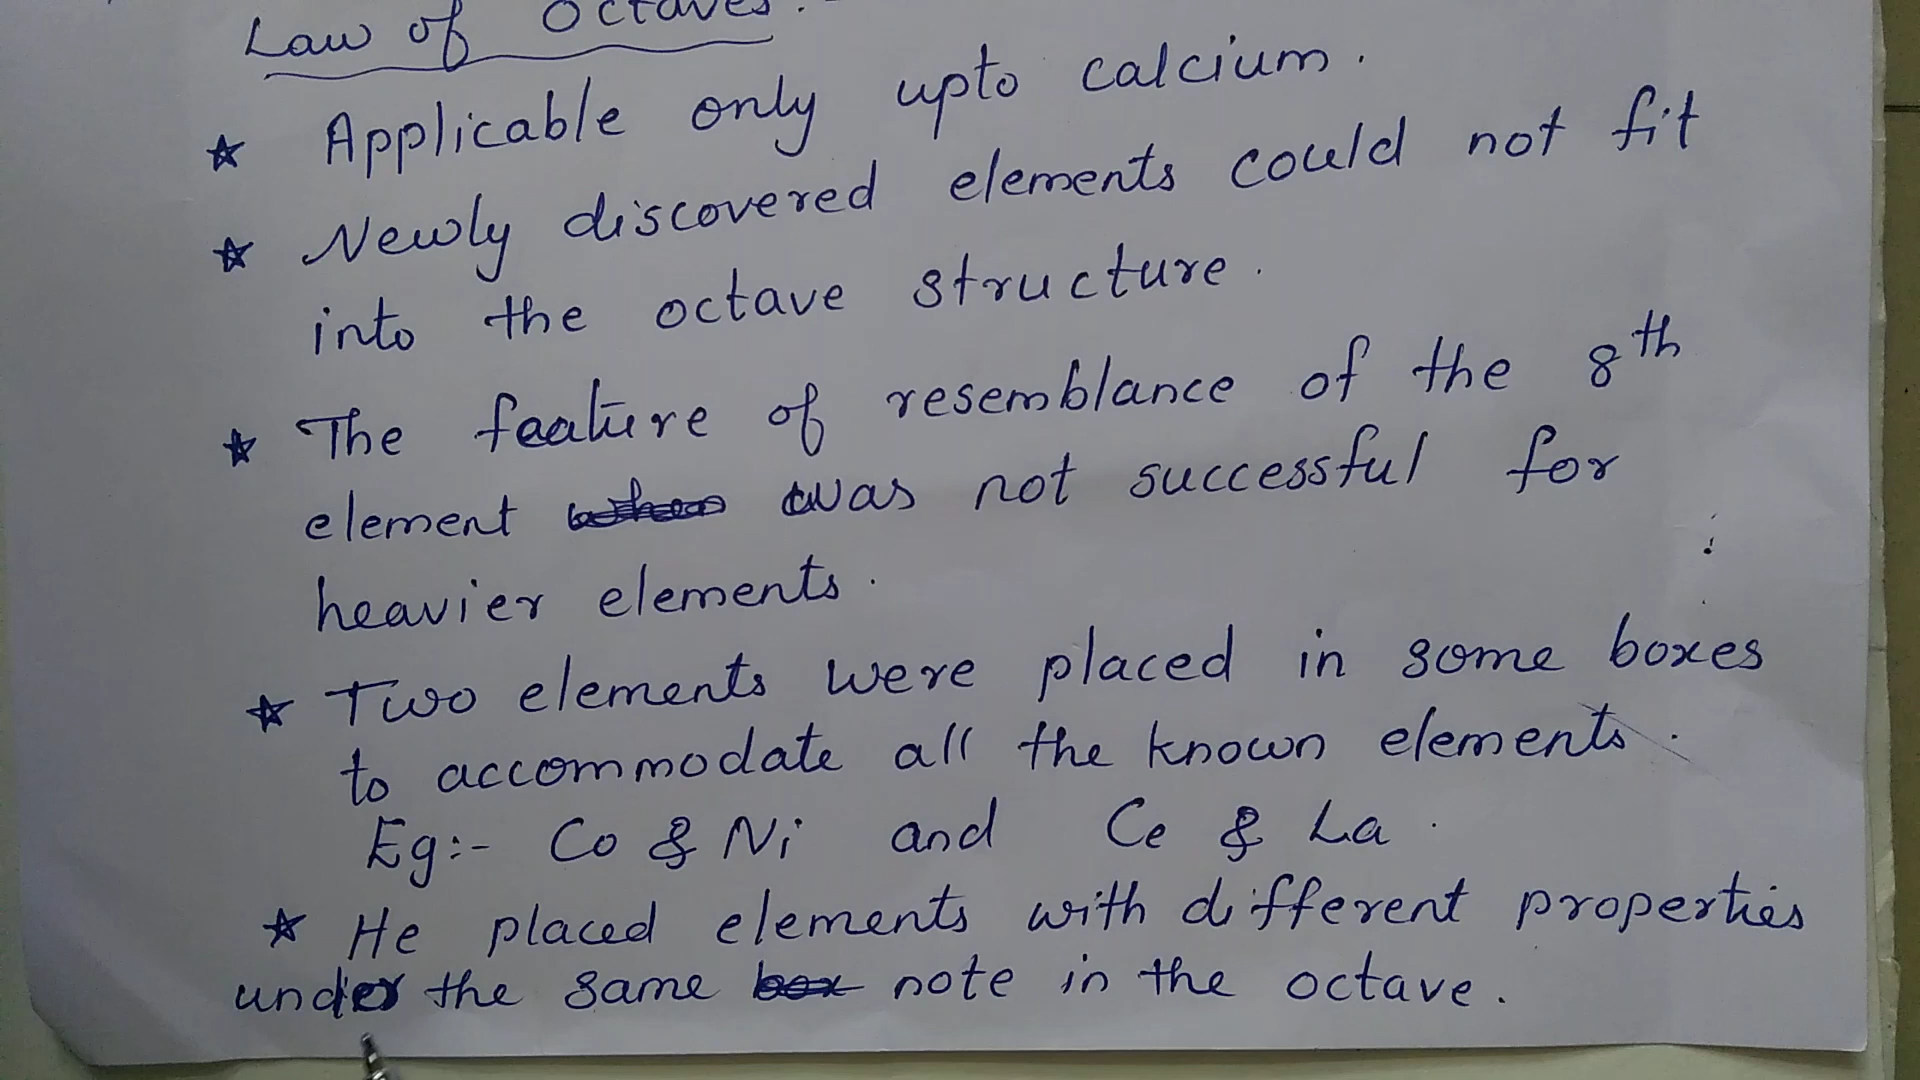 Law of Octaves.
★ Applicable only upto calcium.
★ Newly discovered elements could not fit
into the octave structure.
★ The feature of resemblance of the 8th
element was not successful for
heavier elements.
★ Two elements were placed in some boxes
to accommodate all the known elements.
Eg:- Co & Ni and Ce & La.
★ He placed elements with different properties
under the same note in the octave.